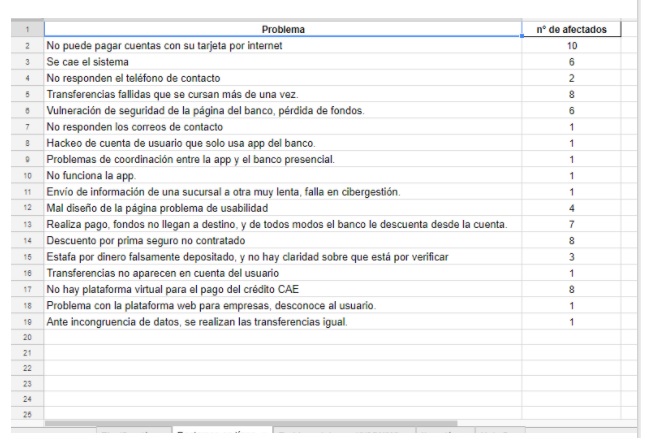 1 Problema nº de afectados
2 No puede pagar cuentas con su tarjeta por internet 10
3 Se cae el sistema 6
4 No responden el teléfono de contacto 2
5 Transferencias fallidas que se cursan más de una vez. 8
6 Vulneración de seguridad de la página del banco, pérdida de fondos. 6
7 No responden los correos de contacto 1
8 Hackeo de cuenta de usuario que solo usa app del banco. 1
9 Problemas de coordinación entre la app y el banco presencial. 1
10 No funciona la app. 1
11 Envío de información de una sucursal a otra muy lenta, falla en cibergestión. 1
12 Mal diseño de la página problema de usabilidad 4
13 Realiza pago, fondos no llegan a destino, y de todos modos el banco le descuenta desde la cuenta. 7
14 Descuento por prima seguro no contratado 8
15 Estafa por dinero falsamente depositado, y no hay claridad sobre que está por verificar 3
16 Transferencias no aparecen en cuenta del usuario 1
17 No hay plataforma virtual para el pago del crédito CAE 8
18 Problema con la plataforma web para empresas, desconoce al usuario. 1
19 Ante incongruencia de datos, se realizan las transferencias igual. 1
20
21
22
23
24
25